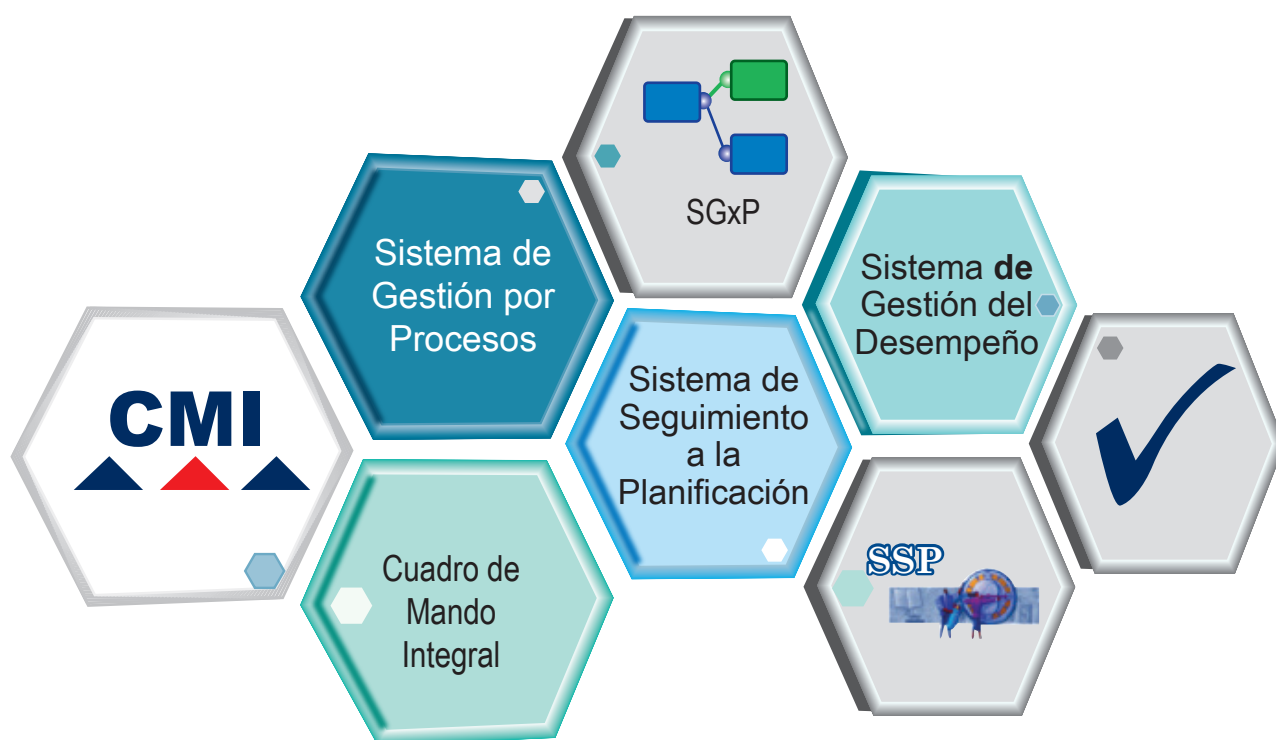 SGxP
Sistema de
Gestión por
Procesos
Sistema de
Gestión del
Desempeño
CMI
Sistema de
Seguimiento
a la
Planificación
SSP
Cuadro de
Mando
Integral